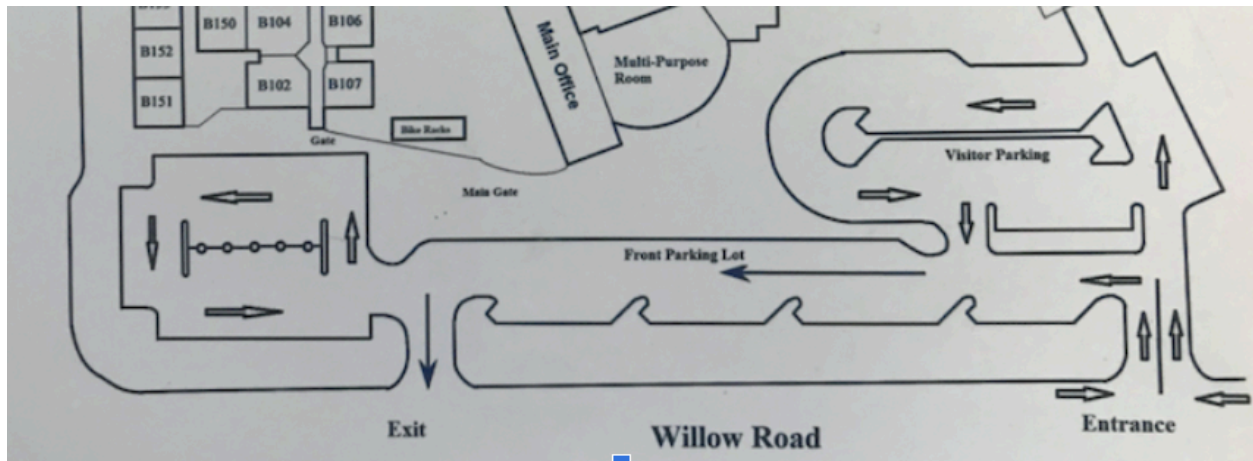 B150
B104
B106
B152
B151
B102
B107
Main Office
Multi-Purpose
Room
Bike Racks
Gate
Main Gate
Visitor Parking
Front Parking Lot
Exit
Willow Road
Entrance